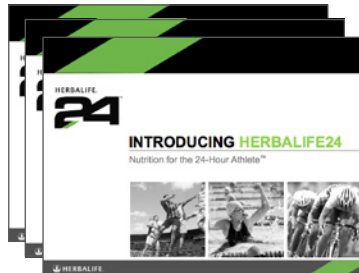 HERBALIFE
24
INTRODUCING HERBALIFE24
Nutrition for the 24-Hour Athlete™
HERBALIFE